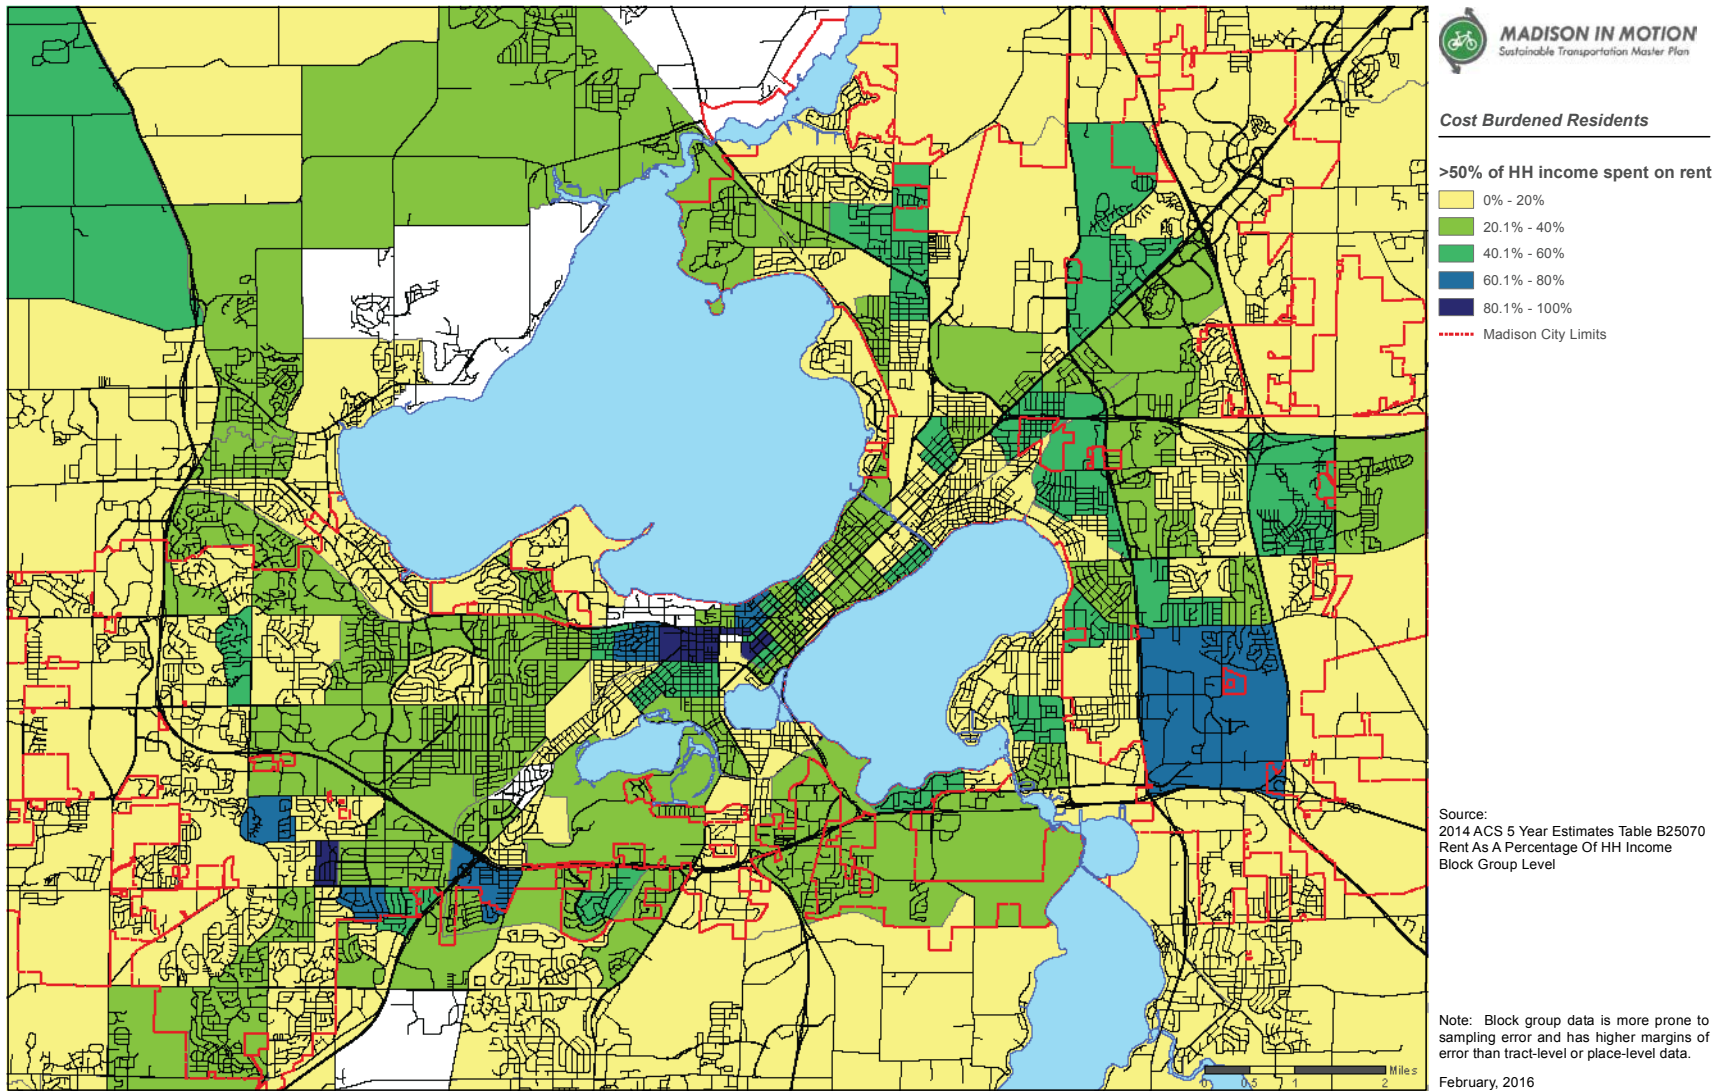 MADISON IN MOTION
Sustainable Transportation Master Plan
Cost Burdened Residents
>50% of HH income spent on rent
0% - 20%
20.1% - 40%
40.1% - 60%
60.1% - 80%
80.1% - 100%
Madison City Limits
Source:
2014 ACS 5 Year Estimates Table B25070
Rent As A Percentage Of HH Income
Block Group Level
Note: Block group data is more prone to
sampling error and has higher margins of
error than tract-level or place-level data.
February, 2016
Miles
0 0.5 1 2